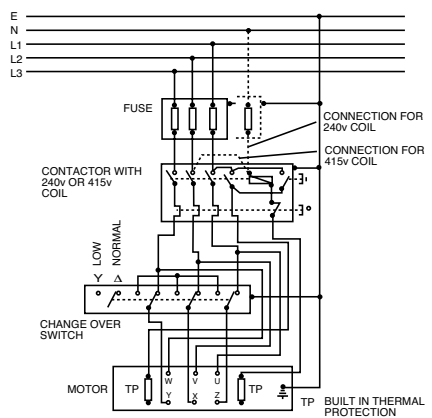 E
N
L1
L2
L3
FUSE
CONNECTION FOR
240v COIL
CONNECTION FOR
415v COIL
CONTACTOR WITH
240v OR 415v
COIL
I
O
LOW
NORMAL
Y Δ
CHANGE OVER
SWITCH
MOTOR
TP
W V U
Y X Z
TP
TP BUILT IN THERMAL
PROTECTION